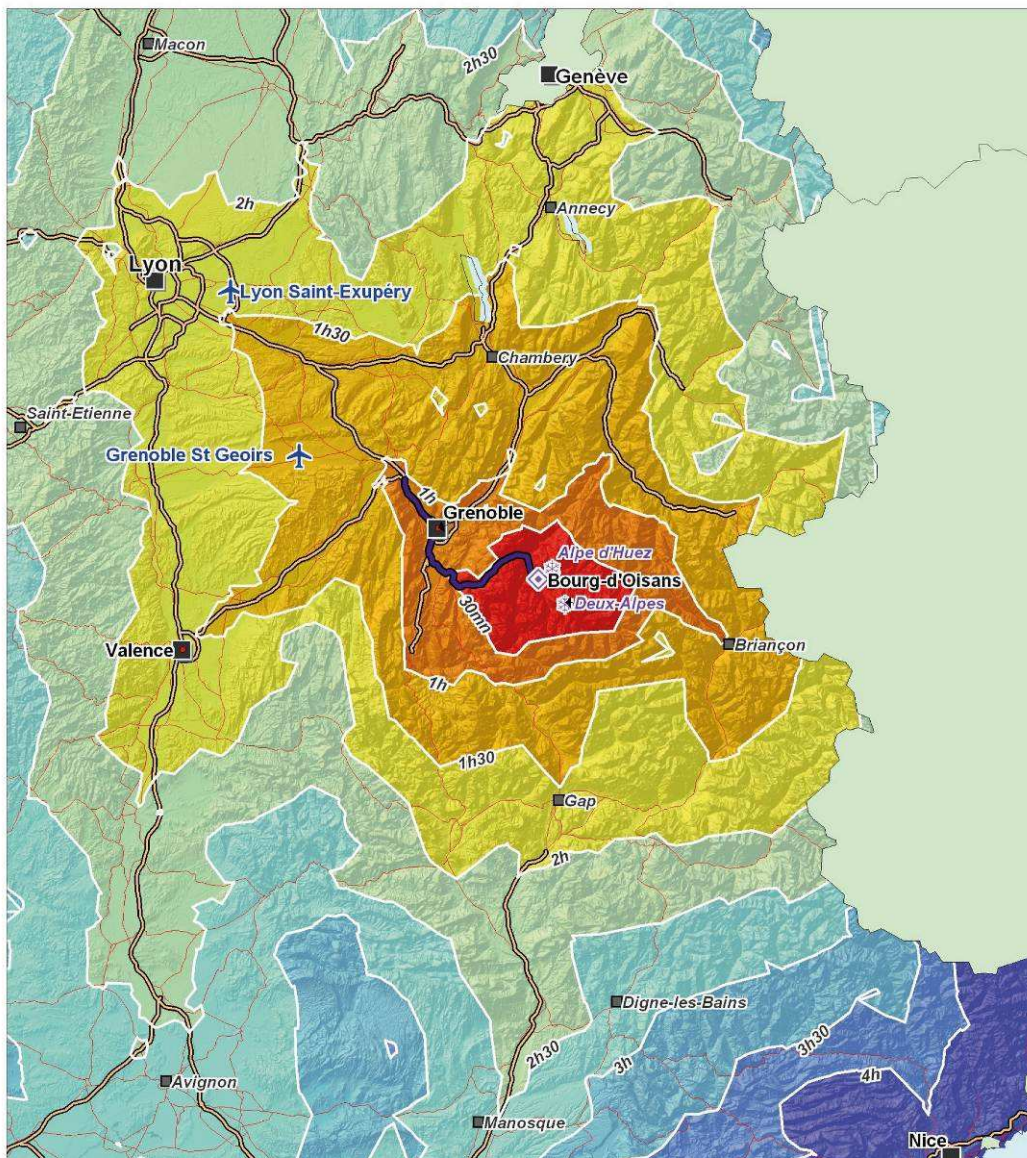 Macon
2h30
Genève
2h
Annecy
Lyon
Lyon Saint-Exupéry
1h30
Chambery
Saint-Etienne
Grenoble St Geoirs
1h
Grenoble
Alpe d'Huez
Bourg-d'Oisans
30mn
Deux-Alpes
Valence
Briançon
1h
1h30
Gap
2h
Digne-les-Bains
2h30
3h
3h30
4h
Avignon
Manosque
Nice